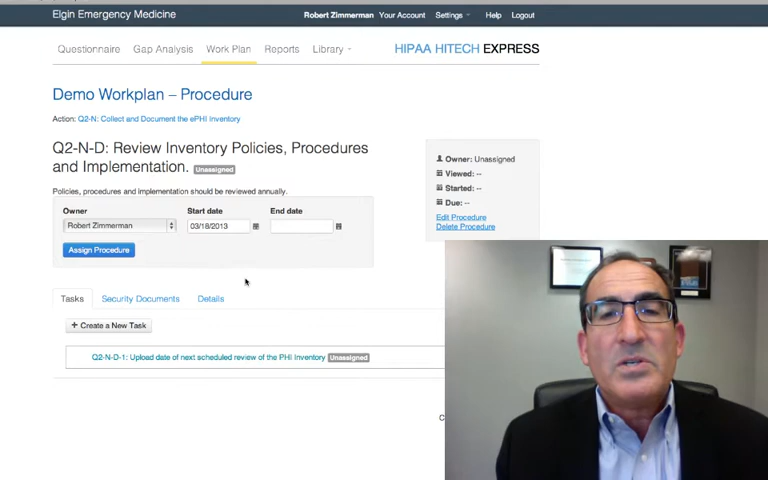 Elgin Emergency Medicine
Robert Zimmerman Your Account Settings Help Logout
Questionnaire Gap Analysis Work Plan Reports Library
HIPAA HITECH EXPRESS
Demo Workplan – Procedure
Action: Q2-N: Collect and Document the ePHI Inventory
Q2-N-D: Review Inventory Policies, Procedures
and Implementation. Unassigned
Policies, procedures and implementation should be reviewed annually.
Owner Start date End date
Robert Zimmerman 03/18/2013
Assign Procedure
Owner: Unassigned
Viewed: --
Started: --
Due: --
Edit Procedure
Delete Procedure
Tasks Security Documents Details
+ Create a New Task
Q2-N-D-1: Upload date of next scheduled review of the PHI Inventory Unassigned